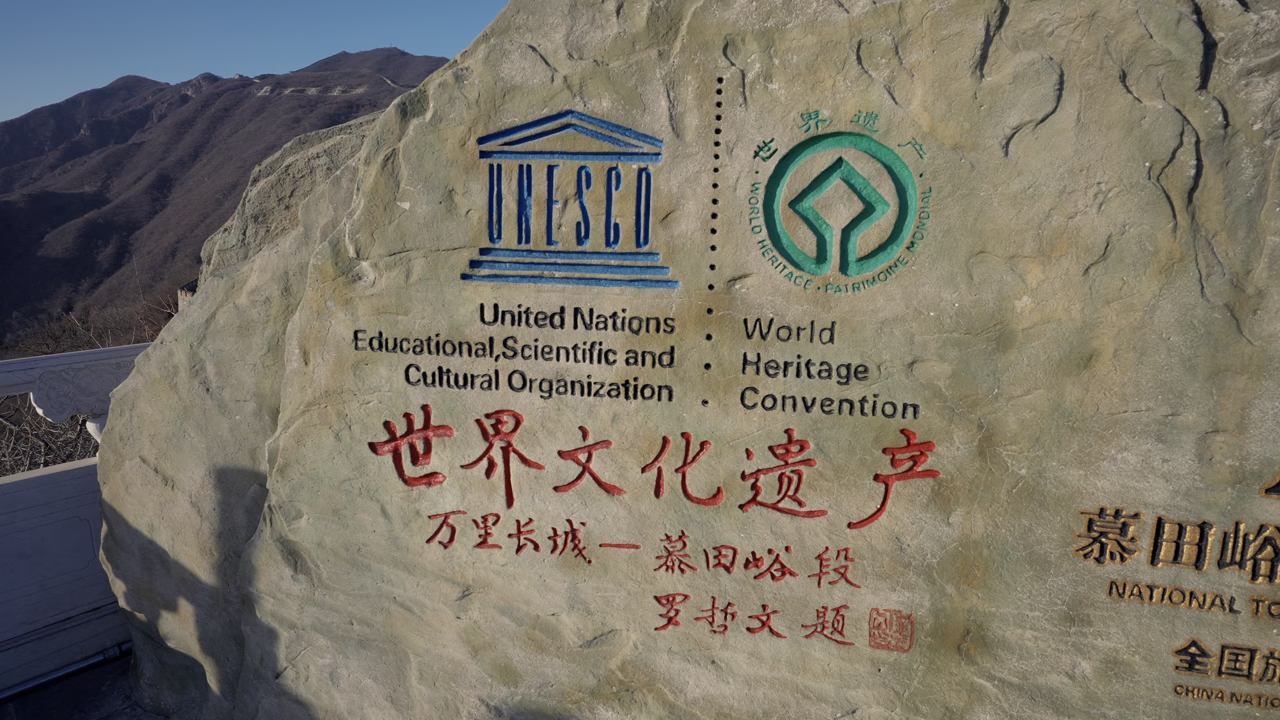 UNESCO
United Nations
Educational,Scientific and
Cultural Organization
世界遗产
· WORLD HERITAGE · PATRIMOINE MONDIAL ·
World
Heritage
Convention
世界文化遗产
万里长城—慕田峪段
罗哲文题
慕田峪
NATIONAL TO
全国旅
CHINA NATIO